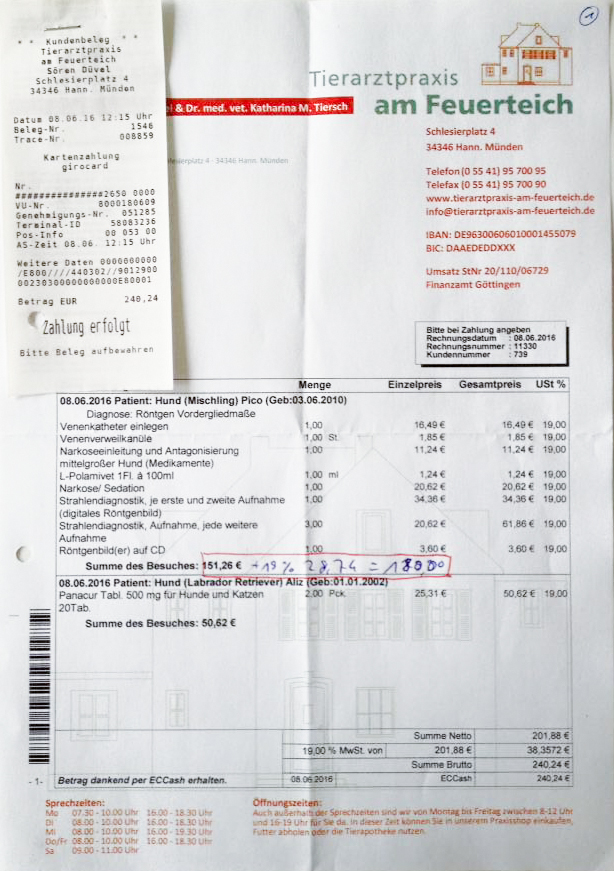 * * Kundenbeleg * *
Tierarztpraxis
am Feuerteich
Sören Düvel
Schlesierplatz 4
34346 Hann. Münden
Datum 08.06.16 12:15 Uhr
Beleg-Nr. 1546
Trace-Nr. 008859
Kartenzahlung
girocard
Nr.
###############2650 0000
VU-Nr. 8000180609
Genehmigungs-Nr. 051285
Terminal-ID 58083236
Pos-Info 00 053 00
AS-Zeit 08.06. 12:15 Uhr
Weitere Daten 0000000000
/E800////440302//9012900
00230300000000000E80001
Betrag EUR 240,24
Zahlung erfolgt
Bitte Beleg aufbewahren
1
Tierarztpraxis
am Feuerteich
& Dr. med. vet. Katharina M. Tiersch
4 - 34346 Hann. Münden
Schlesierplatz 4
34346 Hann. Münden
Telefon (0 55 41) 95 700 95
Telefax (0 55 41) 95 700 90
www.tierarztpraxis-am-feuerteich.de
info@tierarztpraxis-am-feuerteich.de
IBAN: DE96300606010001455079
BIC: DAAEDEDDXXX
Umsatz StNr 20/110/06729
Finanzamt Göttingen
Bitte bei Zahlung angeben
Rechnungsdatum : 08.06.2016
Rechnungsnummer : 11330
Kundennummer : 739
Menge Einzelpreis Gesamtpreis USt %
08.06.2016 Patient: Hund (Mischling) Pico (Geb:03.06.2010)
Diagnose: Röntgen Vordergliedmaße
Venenkatheter einlegen 1,00 16,49 € 16,49 € 19,00
Venenverweilkanüle 1,00 St. 1,85 € 1,85 € 19,00
Narkoseeinleitung und Antagonisierung 1,00 11,24 € 11,24 € 19,00
mittelgroßer Hund (Medikamente)
L-Polamivet 1Fl. à 100ml 1,00 ml 1,24 € 1,24 € 19,00
Narkose/ Sedation 1,00 20,62 € 20,62 € 19,00
Strahlendiagnostik, je erste und zweite Aufnahme 1,00 34,36 € 34,36 € 19,00
(digitales Röntgenbild)
Strahlendiagnostik, Aufnahme, jede weitere 3,00 20,62 € 61,86 € 19,00
Aufnahme
Röntgenbild(er) auf CD 1,00 3,60 € 3,60 € 19,00
Summe des Besuches: 151,26 € + 19 % 28,74 = 180,00
08.06.2016 Patient: Hund (Labrador Retriever) Aliz (Geb:01.01.2002)
Panacur Tabl. 500 mg für Hunde und Katzen 2,00 Pck. 25,31 € 50,62 € 19,00
20Tab.
Summe des Besuches: 50,62 €
Summe Netto 201,88 €
19,00 % MwSt. von 201,88 € 38,3572 €
Summe Brutto 240,24 €
-1- Betrag dankend per ECCash erhalten. 08.06.2016 ECCash 240,24 €
Sprechzeiten:
Mo 07.30 - 10.00 Uhr 16.00 - 18.30 Uhr
Di 08.00 - 10.00 Uhr 16.00 - 18.30 Uhr
Mi 08.00 - 10.00 Uhr 16.00 - 19.30 Uhr
Do/Fr 08.00 - 10.00 Uhr 16.00 - 18.30 Uhr
Sa 09.00 - 11.00 Uhr
Öffnungszeiten:
Auch außerhalb der Sprechzeiten sind wir von Montag bis Freitag zwischen 8-12 Uhr
und 16-19 Uhr für Sie da. In dieser Zeit können Sie in unserem Praxisshop einkaufen,
Futter abholen oder die Tierapotheke nutzen.